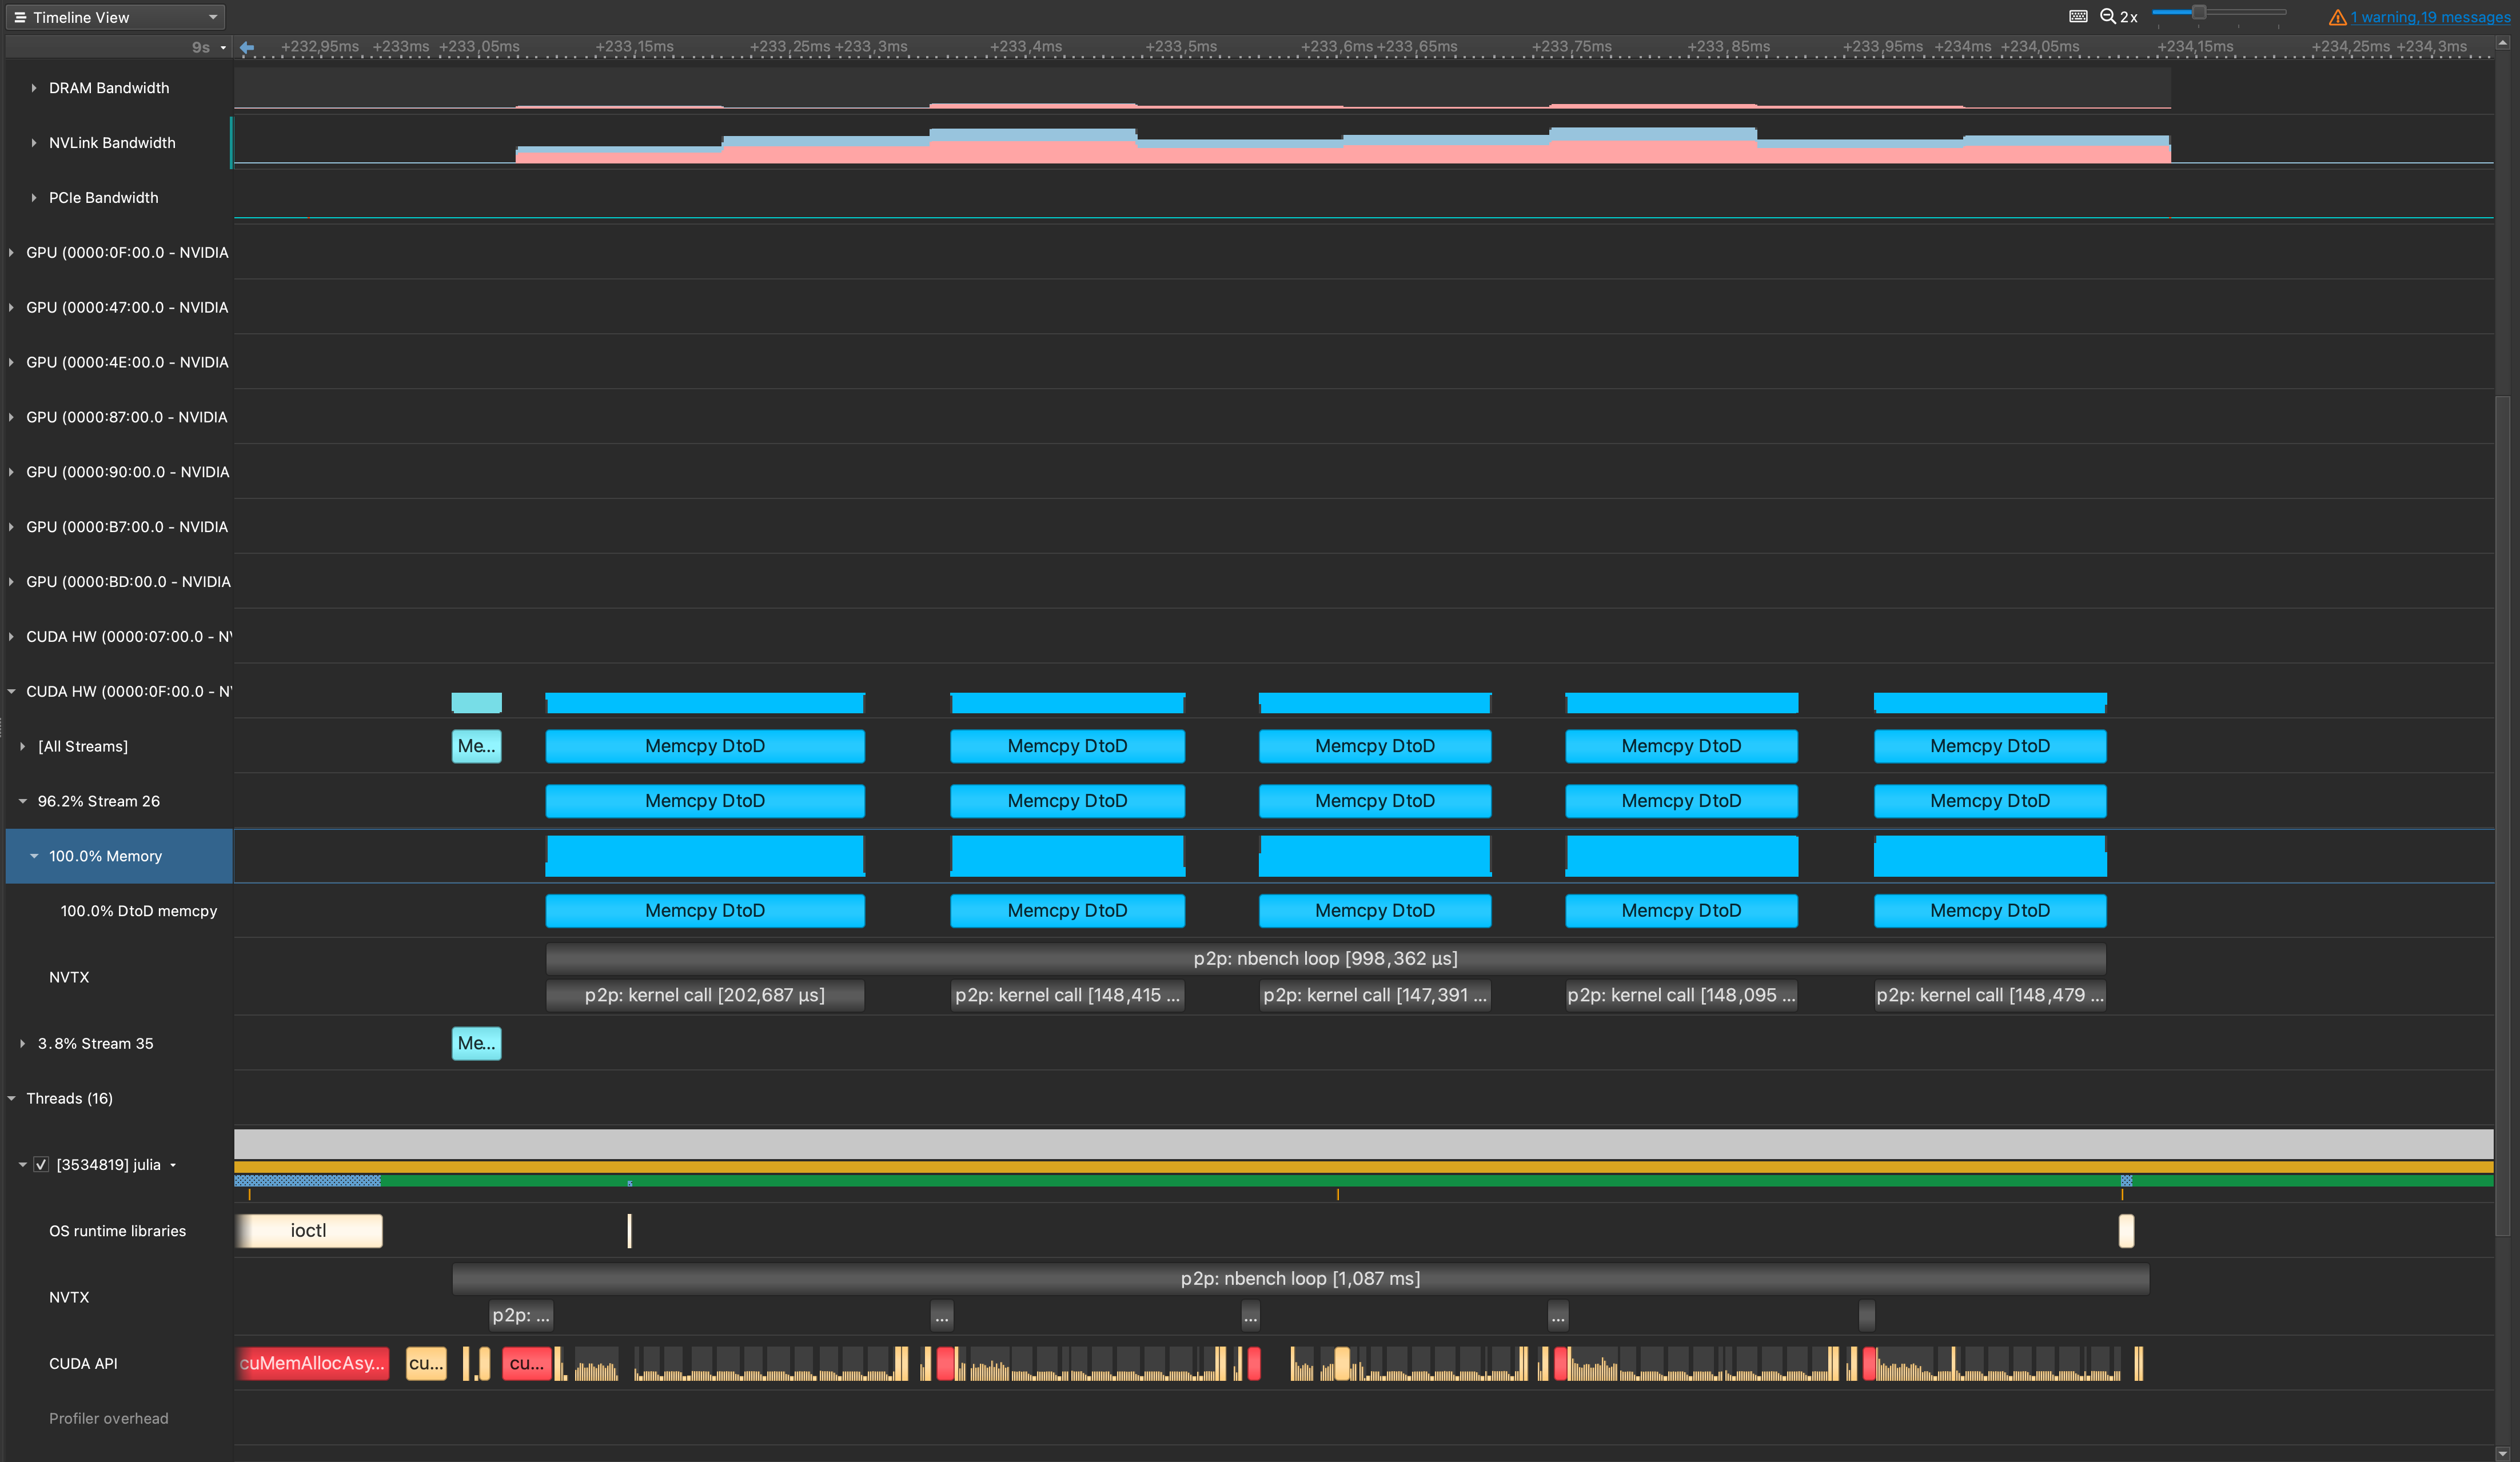 Timeline View
2x
1 warning,19 messages
9s
+232,95ms +233ms +233,05ms +233,15ms +233,25ms +233,3ms +233,4ms +233,5ms +233,6ms +233,65ms +233,75ms +233,85ms +233,95ms +234ms +234,05ms +234,15ms +234,25ms +234,3ms
DRAM Bandwidth
NVLink Bandwidth
PCIe Bandwidth
GPU (0000:0F:00.0 - NVIDIA
GPU (0000:47:00.0 - NVIDIA
GPU (0000:4E:00.0 - NVIDIA
GPU (0000:87:00.0 - NVIDIA
GPU (0000:90:00.0 - NVIDIA
GPU (0000:B7:00.0 - NVIDIA
GPU (0000:BD:00.0 - NVIDIA
CUDA HW (0000:07:00.0 - NV
CUDA HW (0000:0F:00.0 - NV
[All Streams]
Me... Memcpy DtoD Memcpy DtoD Memcpy DtoD Memcpy DtoD Memcpy DtoD
96.2% Stream 26
Memcpy DtoD Memcpy DtoD Memcpy DtoD Memcpy DtoD Memcpy DtoD
100.0% Memory
100.0% DtoD memcpy
Memcpy DtoD Memcpy DtoD Memcpy DtoD Memcpy DtoD Memcpy DtoD
NVTX
p2p: nbench loop [998,362 μs]
p2p: kernel call [202,687 μs] p2p: kernel call [148,415 ... p2p: kernel call [147,391 ... p2p: kernel call [148,095 ... p2p: kernel call [148,479 ...
3.8% Stream 35
Me...
Threads (16)
[3534819] julia
OS runtime libraries
ioctl
NVTX
p2p: nbench loop [1,087 ms]
p2p: ... ... ... ...
CUDA API
cuMemAllocAsy... cu... cu...
Profiler overhead